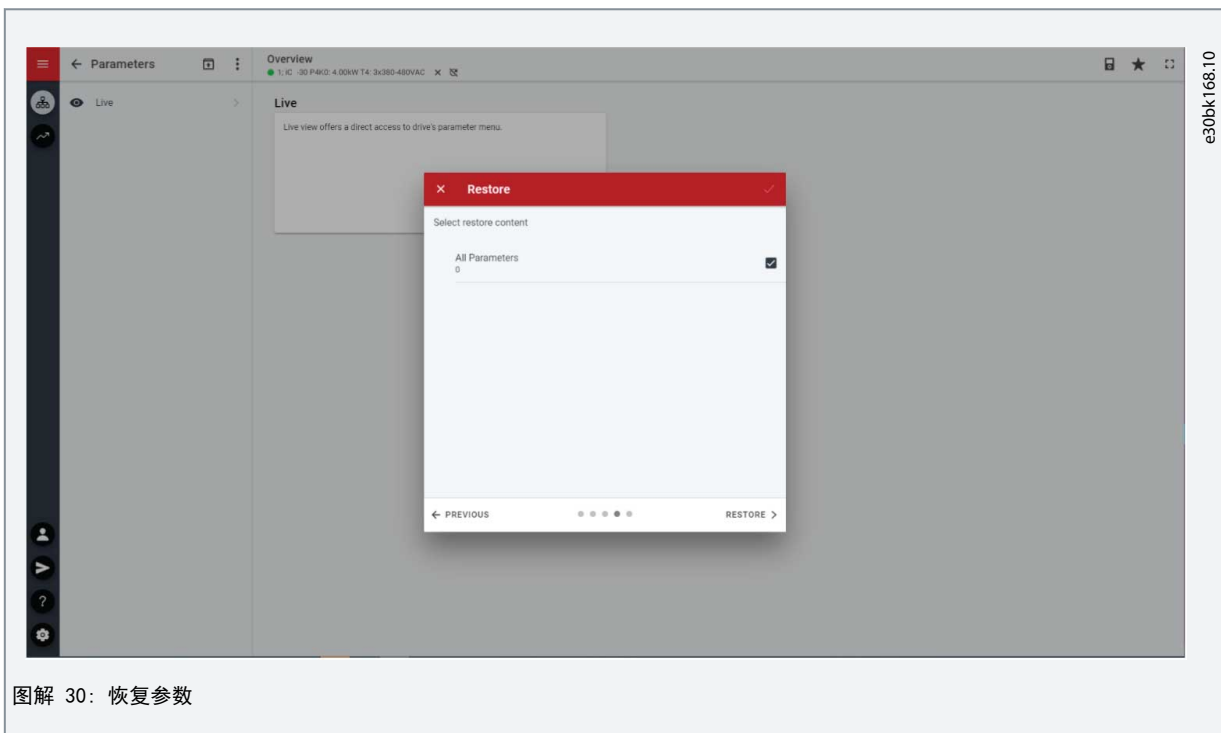 Parameters
Overview
1: iC -30 P4K0: 4.00kW T4: 3x380-480VAC
Live
Live
Live view offers a direct access to drive's parameter menu.
Restore
Select restore content
All Parameters
0
PREVIOUS
RESTORE
e30bk168.10
图解 30: 恢复参数